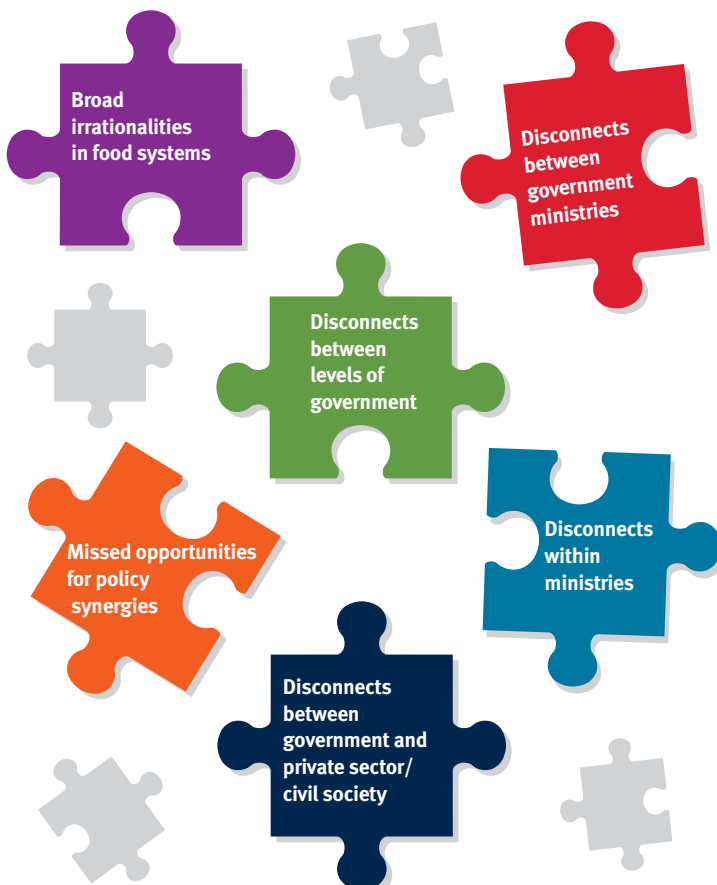 Broad
irrationalities
in food systems
Disconnects
between
government
ministries
Disconnects
between
levels of
government
Missed opportunities
for policy
synergies
Disconnects
within
ministries
Disconnects
between
government and
private sector/
civil society